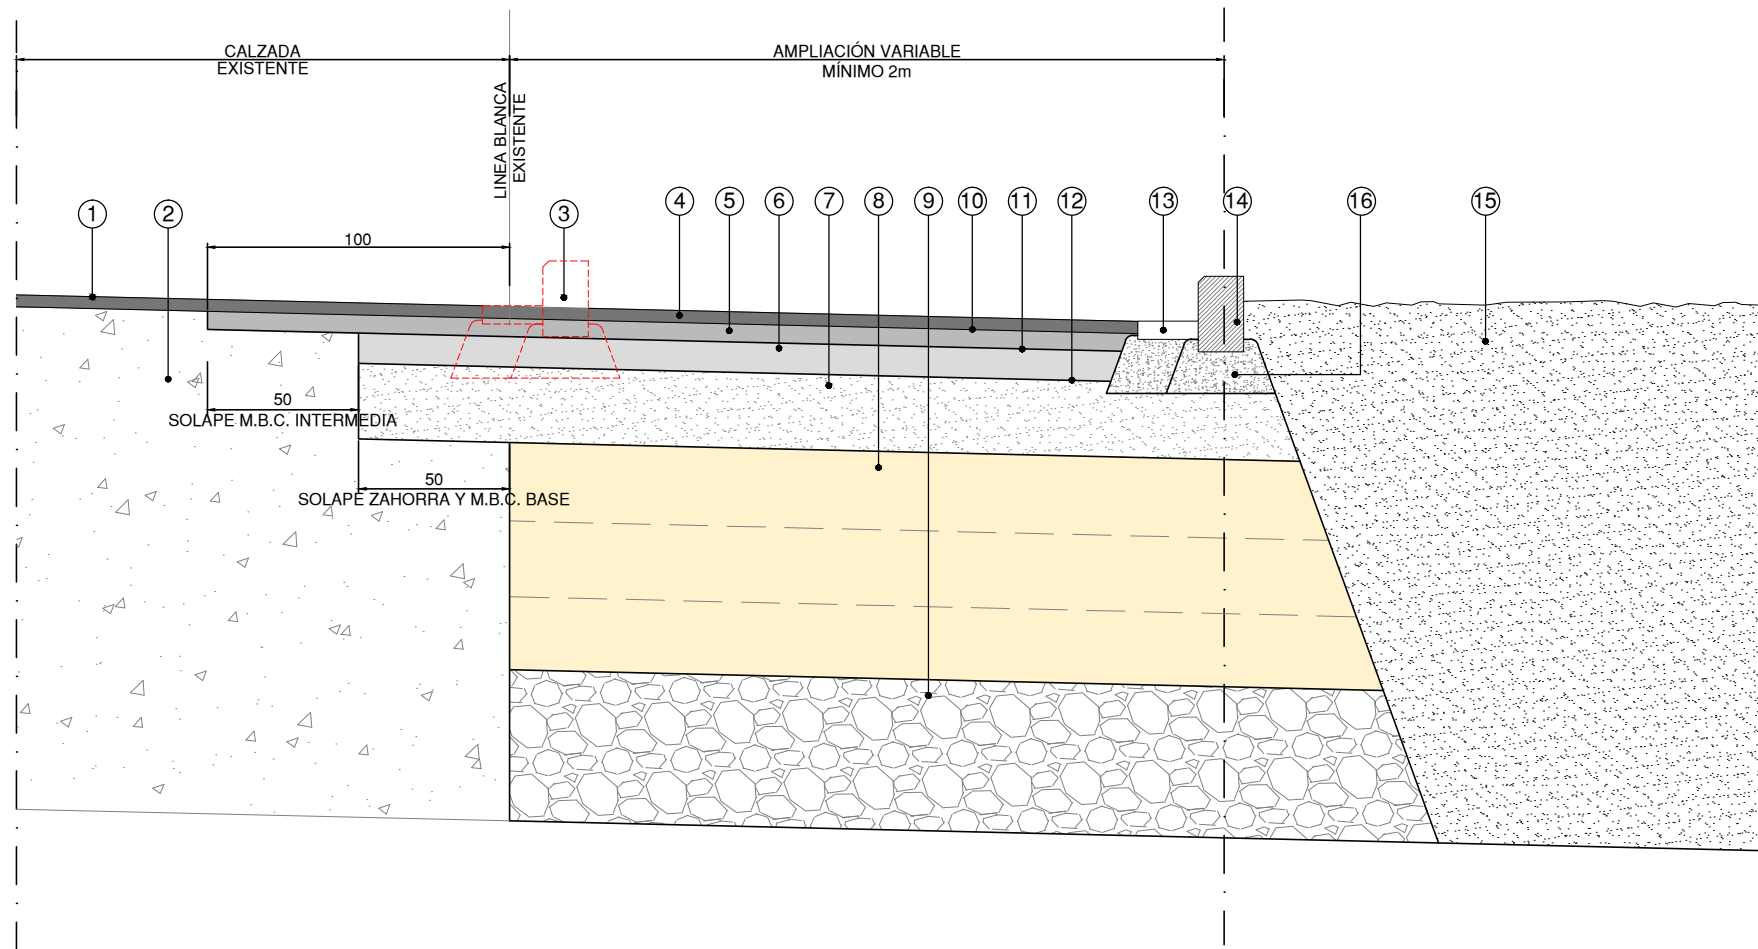 CALZADA
EXISTENTE
AMPLIACIÓN VARIABLE
MÍNIMO 2m
LINEA BLANCA
EXISTENTE
1
2
3
4
5
6
7
8
9
10
11
12
13
14
16
15
100
50
SOLAPE M.B.C. INTERMEDIA
50
SOLAPE ZAHORRA Y M.B.C. BASE